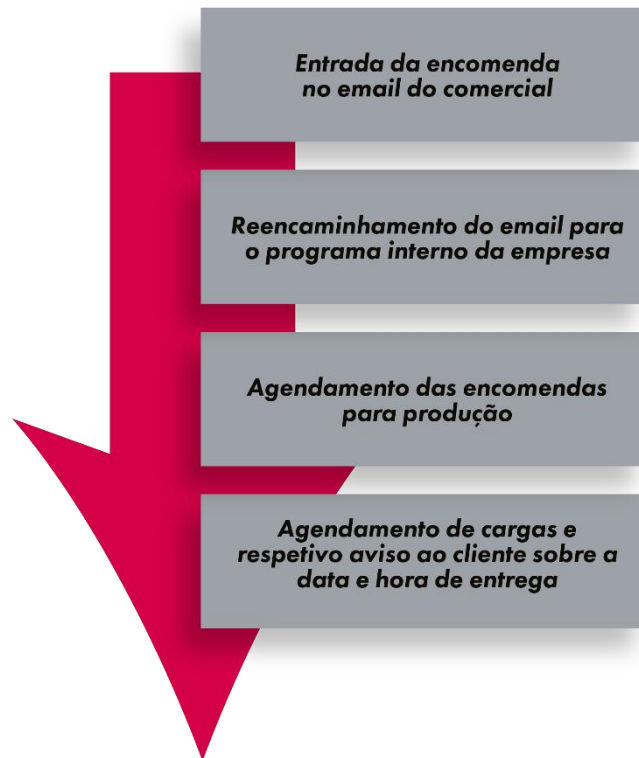 Entrada da encomenda
no email do comercial
Reencaminhamento do email para
o programa interno da empresa
Agendamento das encomendas
para produção
Agendamento de cargas e
respetivo aviso ao cliente sobre a
data e hora de entrega